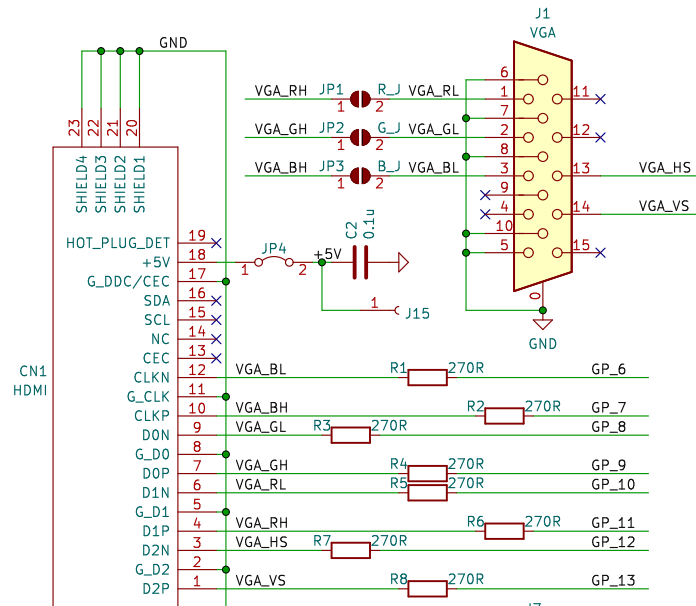 J1
VGA
GND
6
VGA_RH JP1 R_J VGA_RL 1 11
1 2
7
VGA_GH JP2 G_J VGA_GL 2 12
1 2
8
VGA_BH JP3 B_J VGA_BL 3 13 VGA_HS
1 2
9
4 14 VGA_VS
10
5 15
0
GND
23 22 21 20
SHIELD4 SHIELD3 SHIELD2 SHIELD1
C2 0.1u
HOT_PLUG_DET 19
JP4 +5V
+5V 18 1 2
G_DDC/CEC 17
SDA 16
1 J15
SCL 15
NC 14
CEC 13
CN1
HDMI
CLKN 12 VGA_BL R1 270R GP_6
G_CLK 11
CLKP 10 VGA_BH R2 270R GP_7
D0N 9 VGA_GL R3 270R GP_8
G_D0 8
D0P 7 VGA_GH R4 270R GP_9
D1N 6 VGA_RL R5 270R GP_10
G_D1 5
D1P 4 VGA_RH R6 270R GP_11
D2N 3 VGA_HS R7 270R GP_12
G_D2 2
D2P 1 VGA_VS R8 270R GP_13